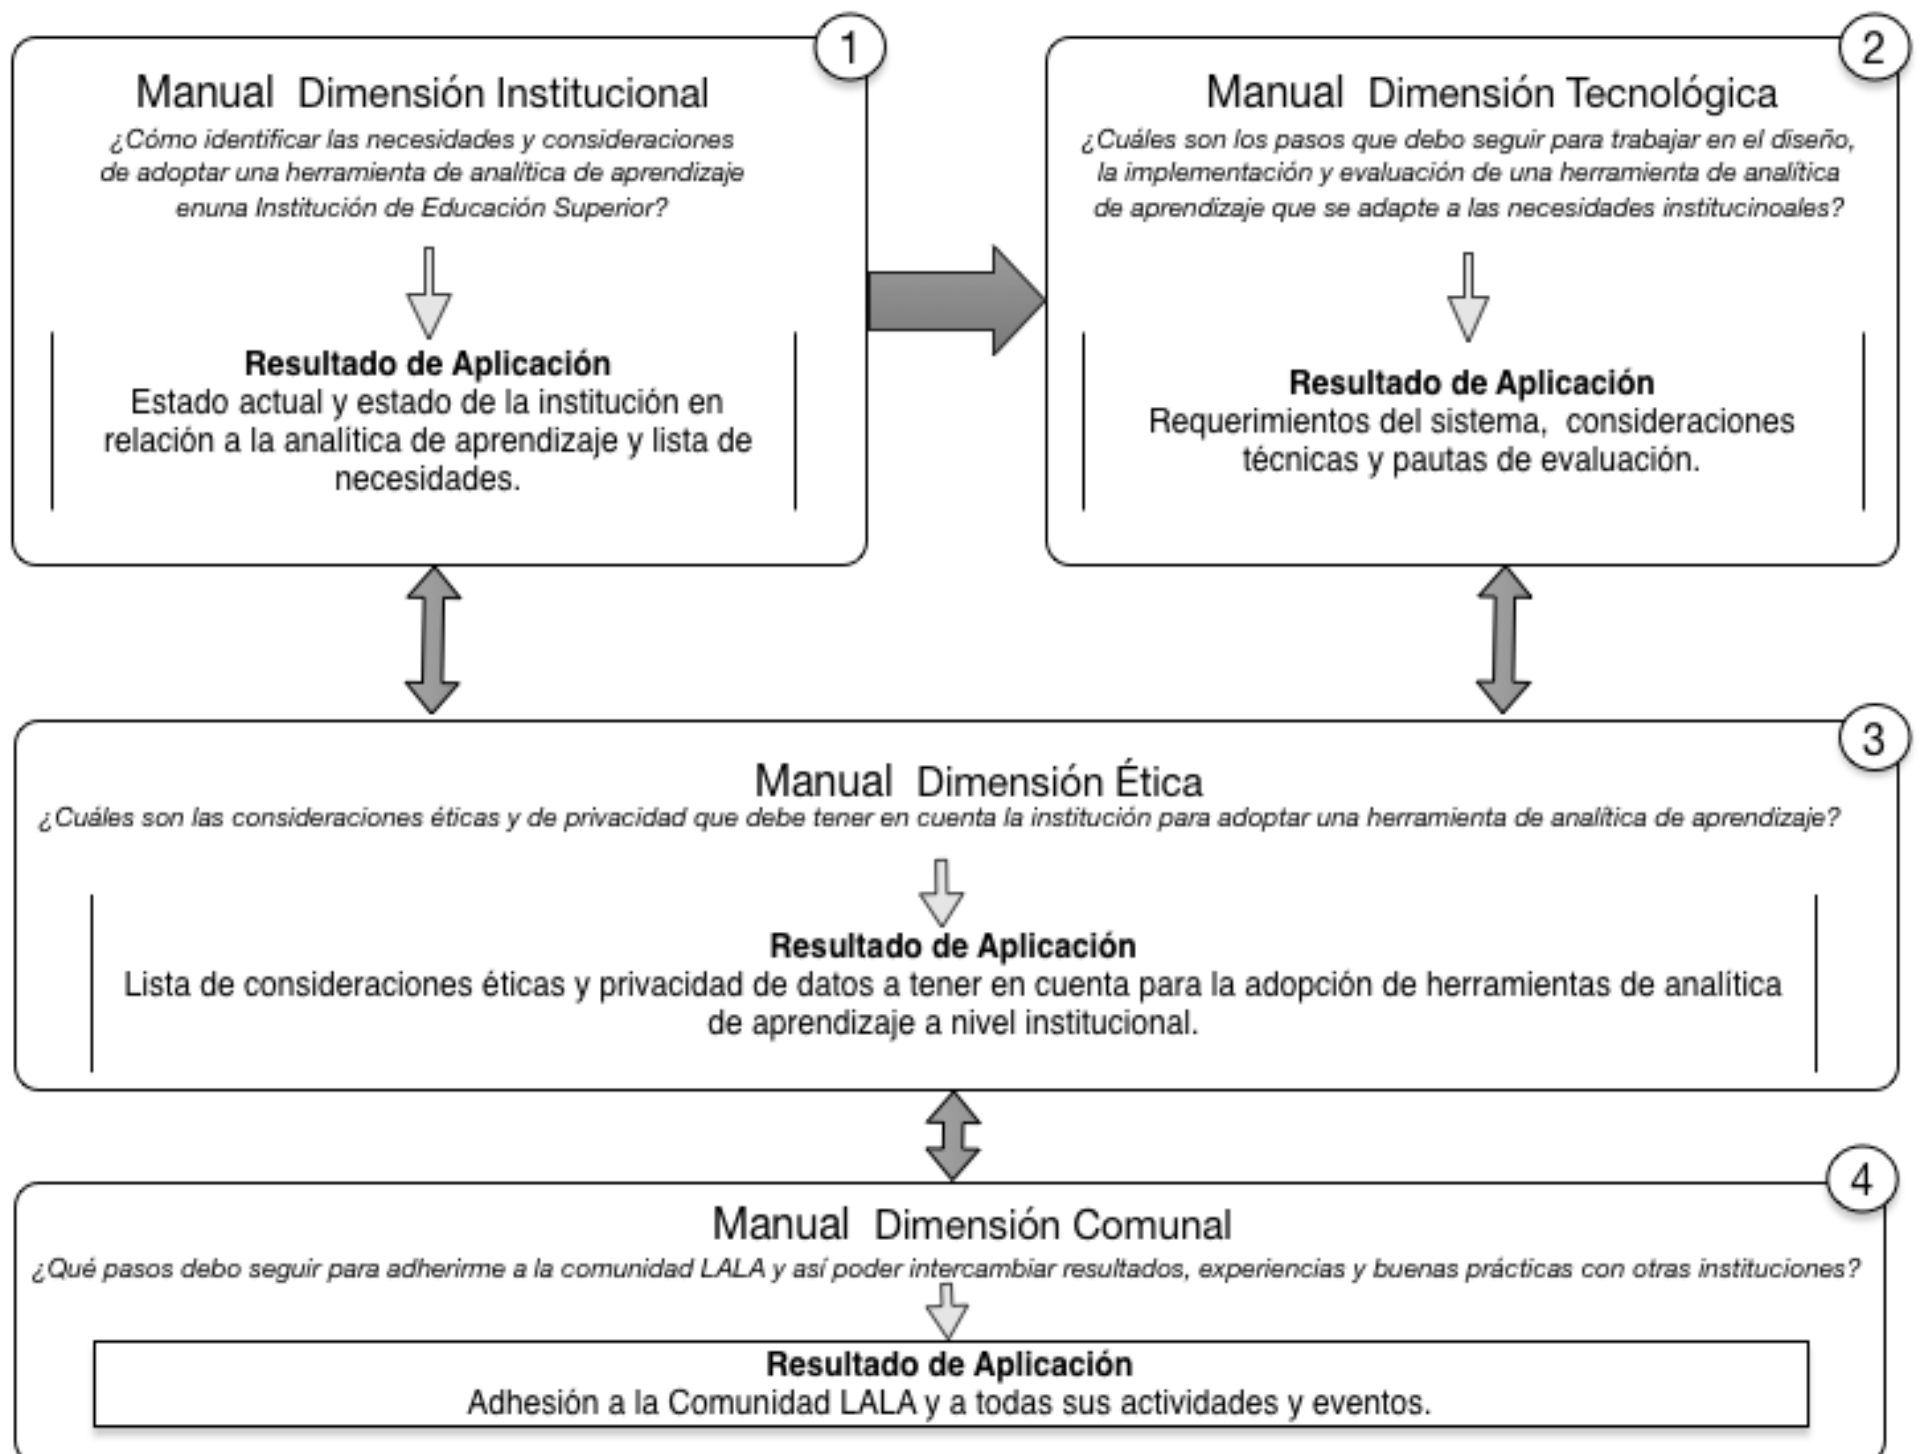 1
Manual Dimensión Institucional
¿Cómo identificar las necesidades y consideraciones
de adoptar una herramienta de analítica de aprendizaje
enuna Institución de Educación Superior?
Resultado de Aplicación
Estado actual y estado de la institución en
relación a la analítica de aprendizaje y lista de
necesidades.
2
Manual Dimensión Tecnológica
¿Cuáles son los pasos que debo seguir para trabajar en el diseño,
la implementación y evaluación de una herramienta de analítica
de aprendizaje que se adapte a las necesidades institucinoales?
Resultado de Aplicación
Requerimientos del sistema, consideraciones
técnicas y pautas de evaluación.
3
Manual Dimensión Ética
¿Cuáles son las consideraciones éticas y de privacidad que debe tener en cuenta la institución para adoptar una herramienta de analítica de aprendizaje?
Resultado de Aplicación
Lista de consideraciones éticas y privacidad de datos a tener en cuenta para la adopción de herramientas de analítica
de aprendizaje a nivel institucional.
4
Manual Dimensión Comunal
¿Qué pasos debo seguir para adherirme a la comunidad LALA y así poder intercambiar resultados, experiencias y buenas prácticas con otras instituciones?
Resultado de Aplicación
Adhesión a la Comunidad LALA y a todas sus actividades y eventos.